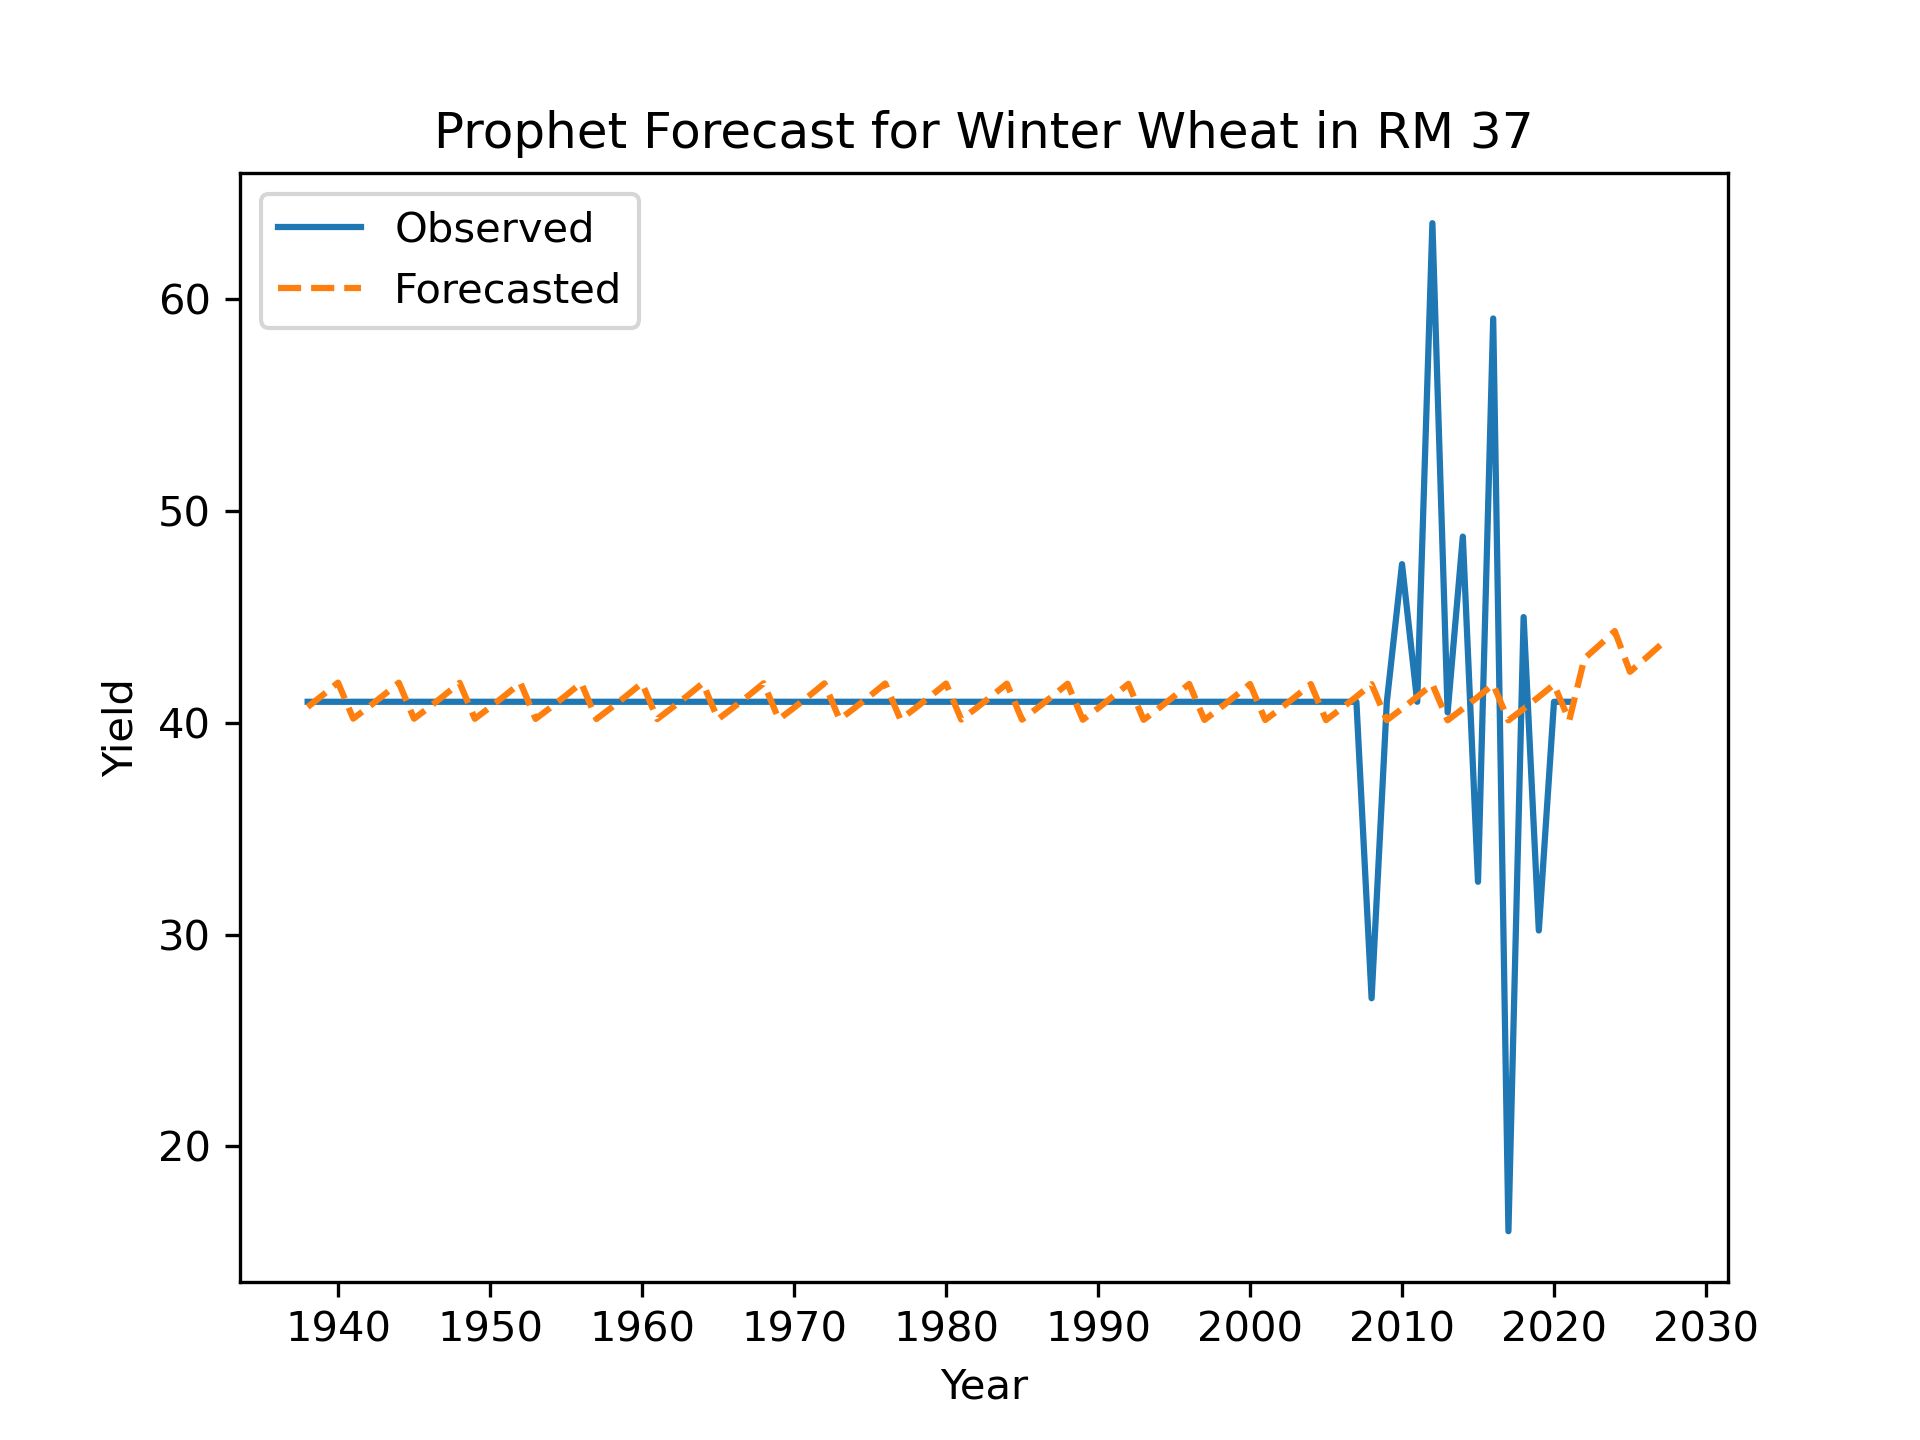 Prophet Forecast for Winter Wheat in RM 37
Observed
Forecasted
60
50
40
30
20
Yield
1940 1950 1960 1970 1980 1990 2000 2010 2020 2030
Year